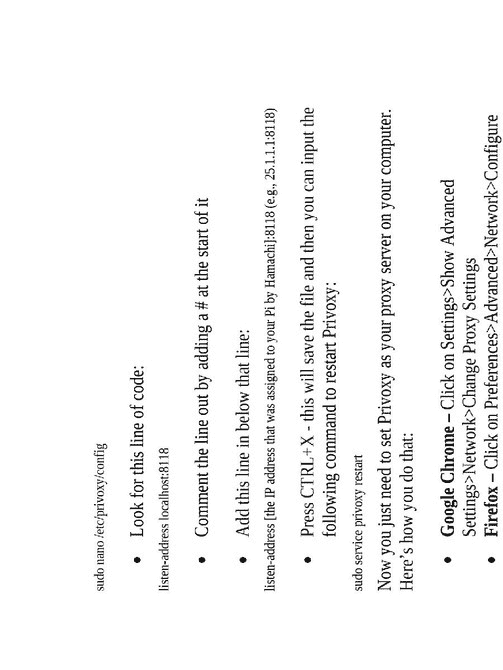 sudo nano /etc/privoxy/config
● Look for this line of code:
listen-address localhost:8118
● Comment the line out by adding a # at the start of it
● Add this line in below that line:
listen-address [the IP address that was assigned to your Pi by Hamachi]:8118 (e.g., 25.1.1.1:8118)
● Press CTRL+X - this will save the file and then you can input the
following command to restart Privoxy:
sudo service privoxy restart
Now you just need to set Privoxy as your proxy server on your computer.
Here's how you do that:
● Google Chrome – Click on Settings>Show Advanced
Settings>Network>Change Proxy Settings
● Firefox – Click on Preferences>Advanced>Network>Configure